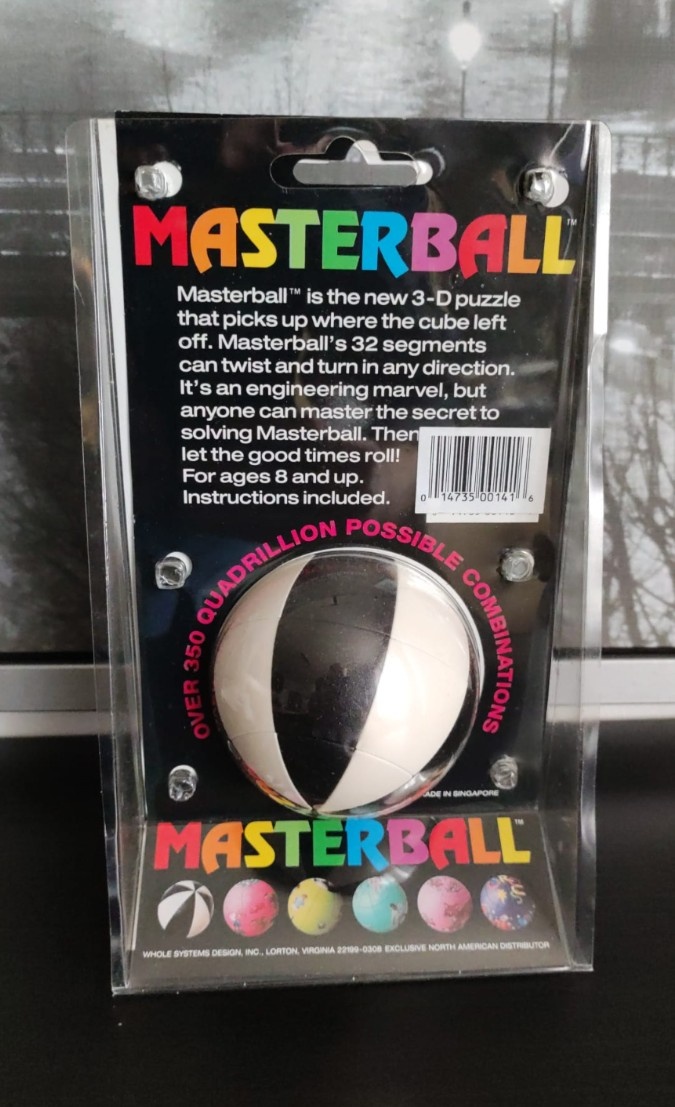 MASTERBALL™
Masterball™ is the new 3-D puzzle
that picks up where the cube left
off. Masterball's 32 segments
can twist and turn in any direction.
It's an engineering marvel, but
anyone can master the secret to
solving Masterball. Then
let the good times roll!
For ages 8 and up.
Instructions included.
0 14735 00141 6
OVER 350 QUADRILLION POSSIBLE COMBINATIONS
ADE IN SINGAPORE
MASTERBALL™
WHOLE SYSTEMS DESIGN, INC., LORTON, VIRGINIA 22199-0308 EXCLUSIVE NORTH AMERICAN DISTRIBUTOR